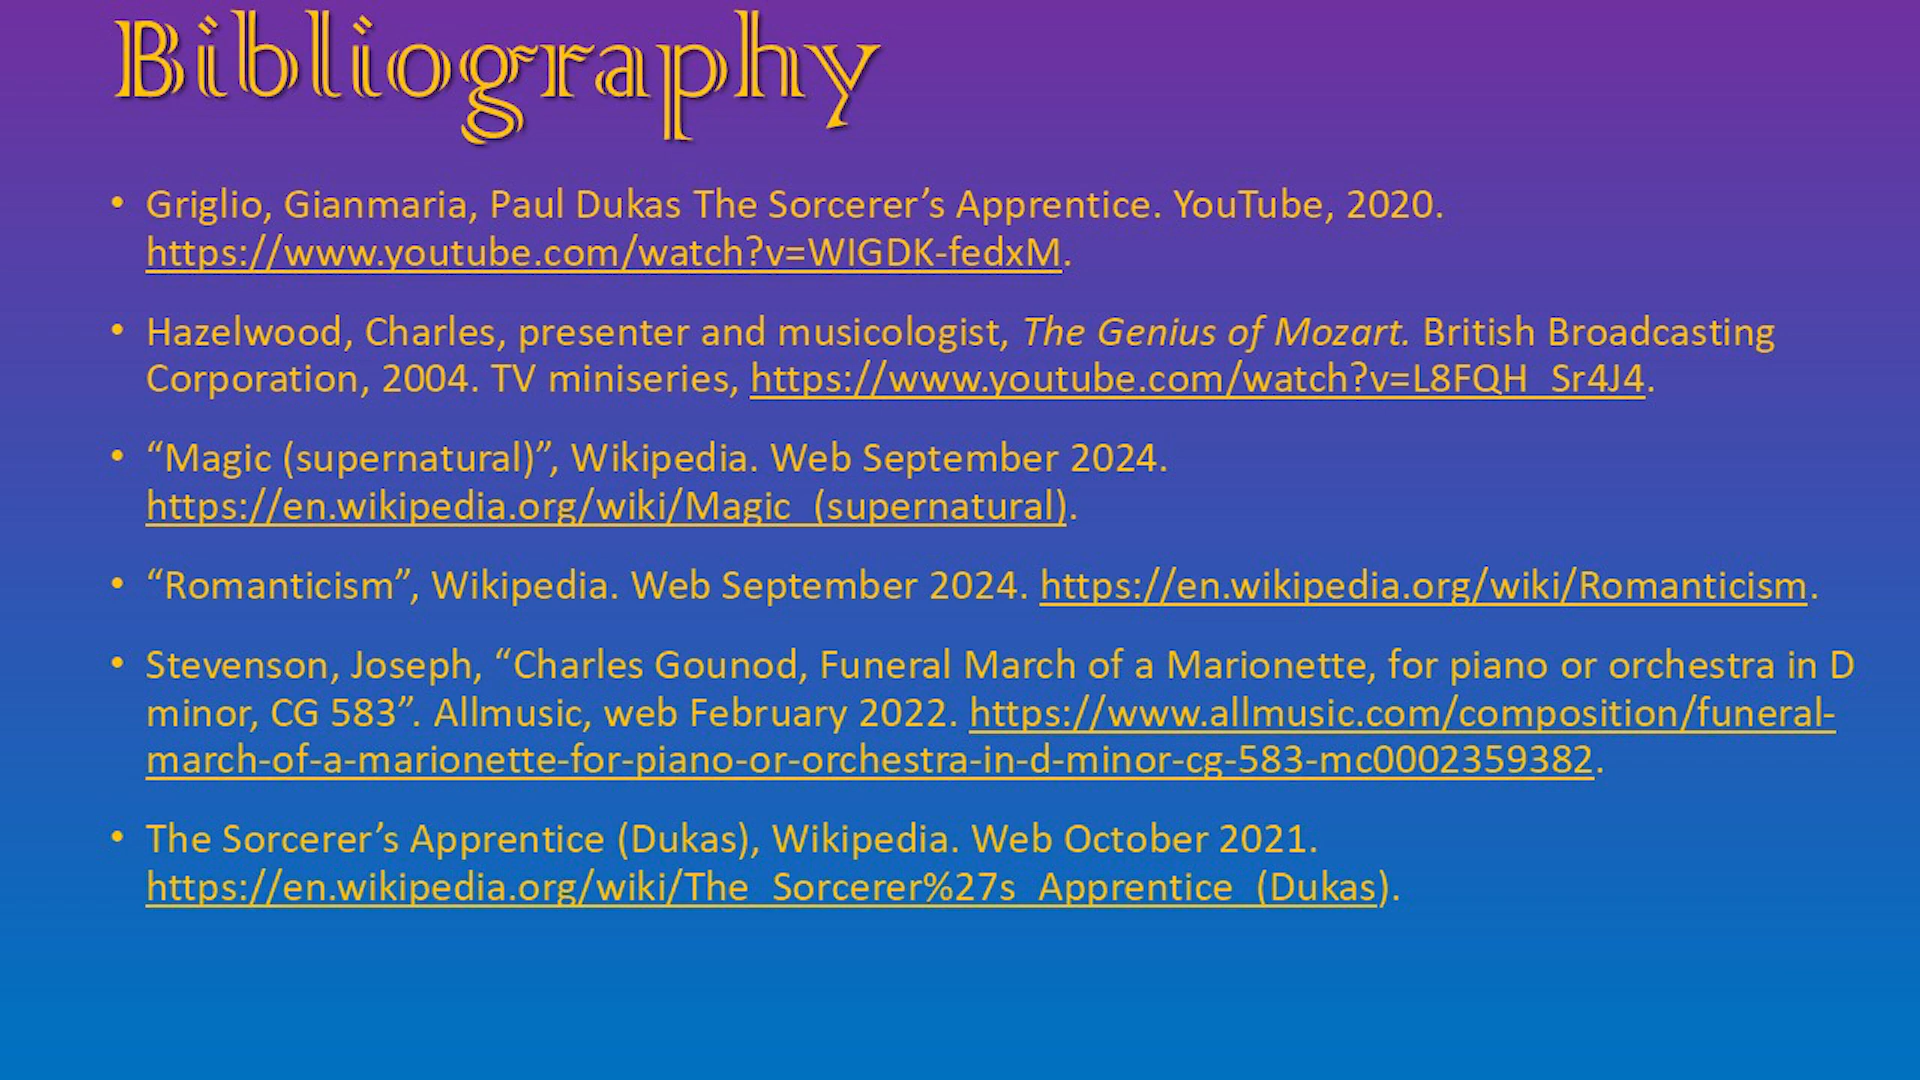 Bibliography
• Griglio, Gianmaria, Paul Dukas The Sorcerer’s Apprentice. YouTube, 2020.
https://www.youtube.com/watch?v=WIGDK-fedxM.
• Hazelwood, Charles, presenter and musicologist, The Genius of Mozart. British Broadcasting
Corporation, 2004. TV miniseries, https://www.youtube.com/watch?v=L8FQH_Sr4J4.
• “Magic (supernatural)”, Wikipedia. Web September 2024.
https://en.wikipedia.org/wiki/Magic_(supernatural).
• “Romanticism”, Wikipedia. Web September 2024. https://en.wikipedia.org/wiki/Romanticism.
• Stevenson, Joseph, “Charles Gounod, Funeral March of a Marionette, for piano or orchestra in D
minor, CG 583”. Allmusic, web February 2022. https://www.allmusic.com/composition/funeral-
march-of-a-marionette-for-piano-or-orchestra-in-d-minor-cg-583-mc0002359382.
• The Sorcerer’s Apprentice (Dukas), Wikipedia. Web October 2021.
https://en.wikipedia.org/wiki/The_Sorcerer%27s_Apprentice_(Dukas).